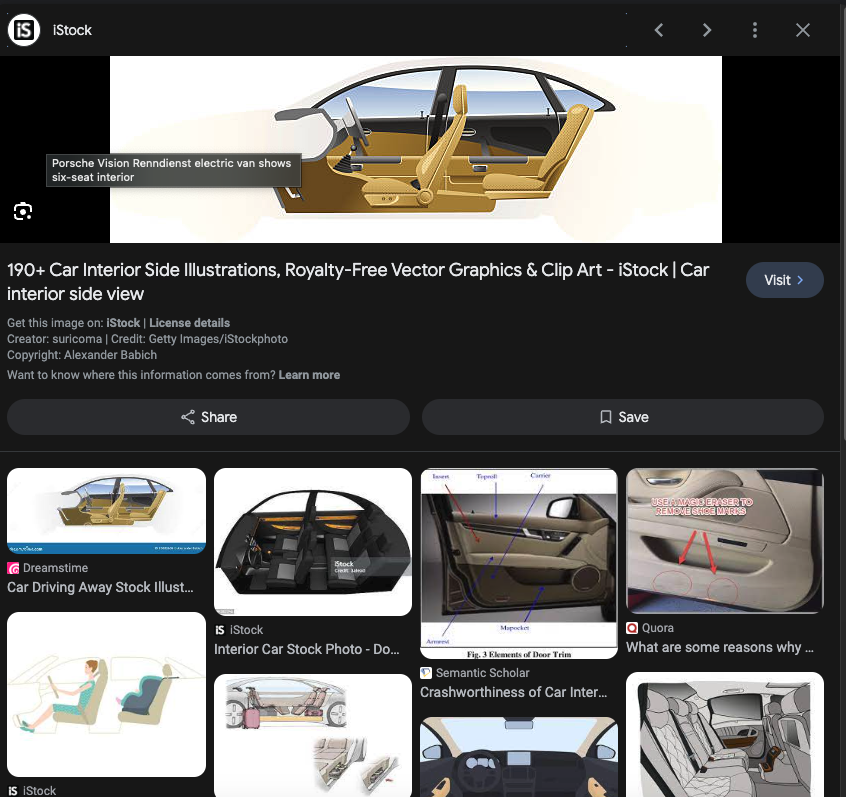 iStock
Porsche Vision Renndienst electric van shows
six-seat interior
190+ Car Interior Side Illustrations, Royalty-Free Vector Graphics & Clip Art - iStock | Car
interior side view
Visit
Get this image on: iStock | License details
Creator: suricoma | Credit: Getty Images/iStockphoto
Copyright: Alexander Babich
Want to know where this information comes from? Learn more
Share
Save
Dreamstime
Car Driving Away Stock Illust...
iStock
iStock
iStock
Interior Car Stock Photo - Do...
Insert
Toproll
Carrier
Armrest
Mapocket
Fig. 3 Elements of Door Trim
Semantic Scholar
Crashworthiness of Car Inter...
USE A MAGIC ERASER TO
REMOVE SHOE MARKS
Quora
What are some reasons why ...